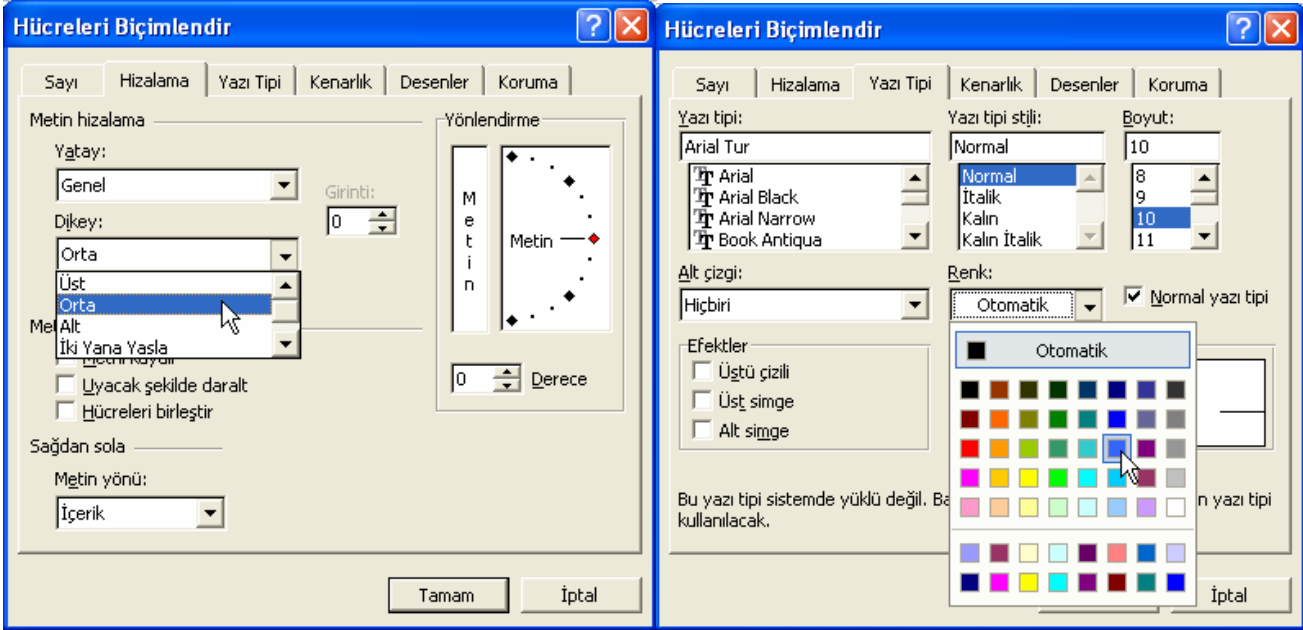 Hücreleri Biçimlendir
Sayı Hizalama Yazı Tipi Kenarlık Desenler Koruma
Metin hizalama
Yatay:
Genel
Girinti:
0
Dikey:
Orta
Üst
Orta
Alt
İki Yana Yasla
Metni kaydır
Uyacak şekilde daralt
Hücreleri birleştir
Sağdan sola
Metin yönü:
İçerik
Yönlendirme
M
e
t
i
n
Metin
0 Derece
Tamam İptal
Hücreleri Biçimlendir
Sayı Hizalama Yazı Tipi Kenarlık Desenler Koruma
Yazı tipi:
Arial Tur
Arial
Arial Black
Arial Narrow
Book Antiqua
Yazı tipi stili:
Normal
Normal
İtalik
Kalın
Kalın İtalik
Boyut:
10
8
9
10
11
Alt çizgi:
Hiçbiri
Renk:
Otomatik
Normal yazı tipi
Otomatik
Efektler
Üstü çizili
Üst simge
Alt simge
Bu yazı tipi sistemde yüklü değil. n yazı tipi
kullanılacak.
İptal